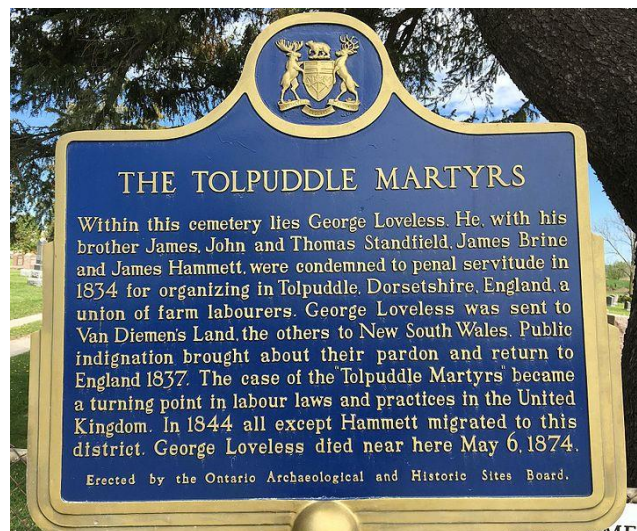 THE TOLPUDDLE MARTYRS
Within this cemetery lies George Loveless. He, with his
brother James, John and Thomas Standfield, James Brine
and James Hammett, were condemned to penal servitude in
1834 for organizing in Tolpuddle, Dorsetshire, England, a
union of farm labourers. George Loveless was sent to
Van Diemen's Land, the others to New South Wales. Public
indignation brought about their pardon and return to
England 1837. The case of the "Tolpuddle Martyrs" became
a turning point in labour laws and practices in the United
Kingdom. In 1844 all except Hammett migrated to this
district. George Loveless died near here May 6, 1874.
Erected by the Ontario Archaeological and Historic Sites Board.